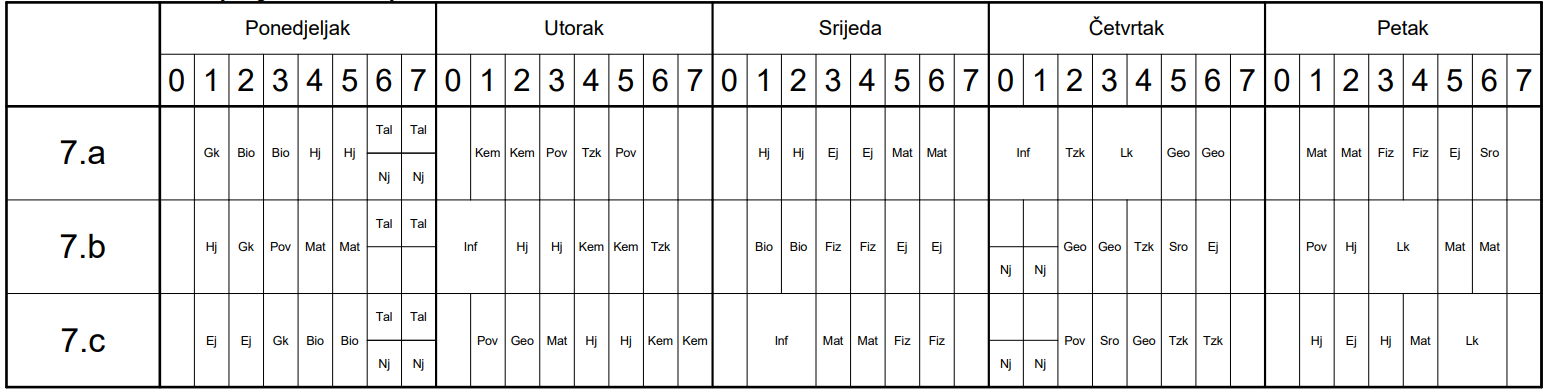 Ponedjeljak Utorak Srijeda Četvrtak Petak
0 1 2 3 4 5 6 7 0 1 2 3 4 5 6 7 0 1 2 3 4 5 6 7 0 1 2 3 4 5 6 7 0 1 2 3 4 5 6 7
Tal Tal
7.a Gk Bio Bio Hj Hj Kem Kem Pov Tzk Pov Hj Hj Ej Ej Mat Mat Inf Tzk Lk Geo Geo Mat Mat Fiz Fiz Ej Sro
Nj Nj
Tal Tal
7.b Hj Gk Pov Mat Mat Inf Hj Hj Kem Kem Tzk Bio Bio Fiz Fiz Ej Ej Geo Geo Tzk Sro Ej Pov Hj Lk Mat Mat
Nj Nj
Tal Tal
7.c Ej Ej Gk Bio Bio Pov Geo Mat Hj Hj Kem Kem Inf Mat Mat Fiz Fiz Pov Sro Geo Tzk Tzk Hj Ej Hj Mat Lk
Nj Nj Nj Nj